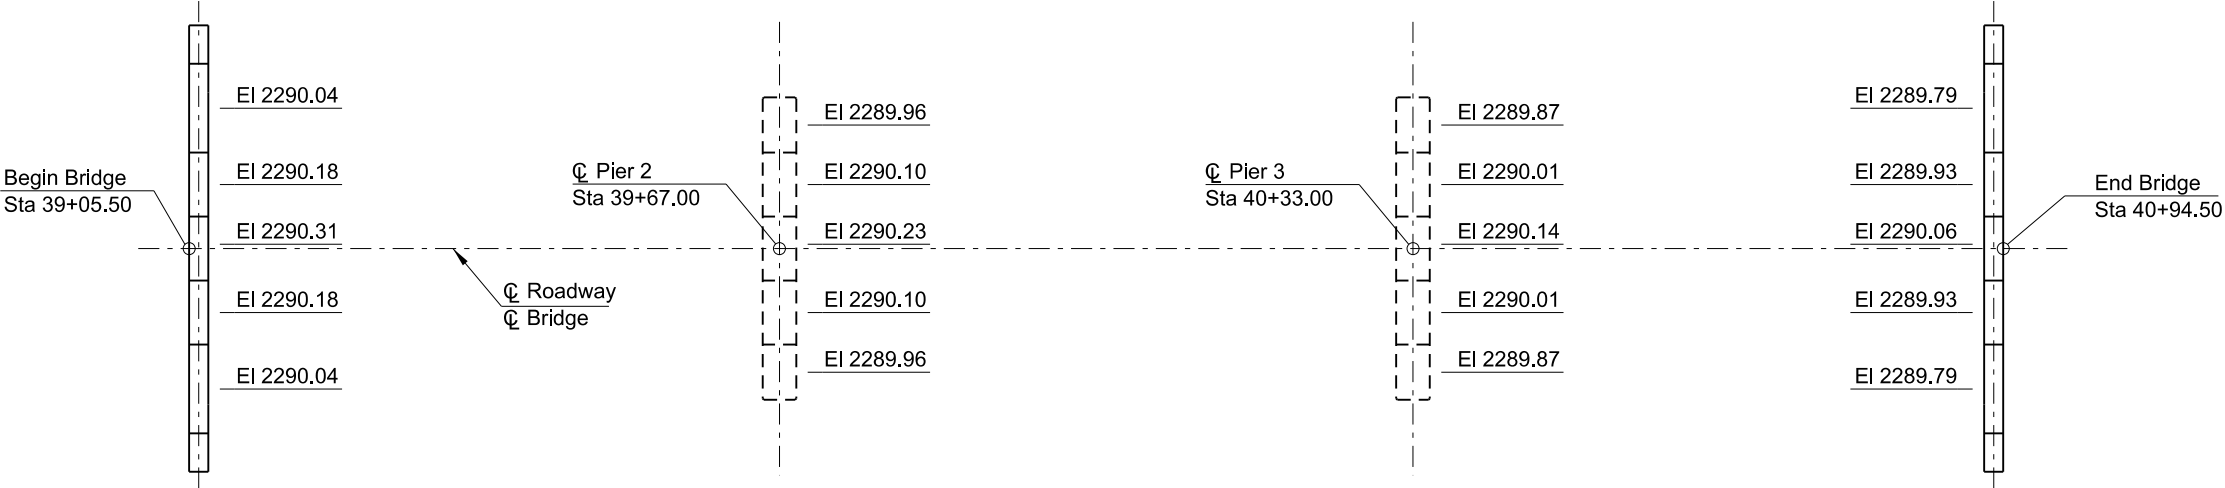 Begin Bridge
Sta 39+05.50
El 2290.04
El 2290.18
El 2290.31
El 2290.18
El 2290.04
℄ Roadway
℄ Bridge
℄ Pier 2
Sta 39+67.00
El 2289.96
El 2290.10
El 2290.23
El 2290.10
El 2289.96
℄ Pier 3
Sta 40+33.00
El 2289.87
El 2290.01
El 2290.14
El 2290.01
El 2289.87
El 2289.79
El 2289.93
El 2290.06
El 2289.93
El 2289.79
End Bridge
Sta 40+94.50